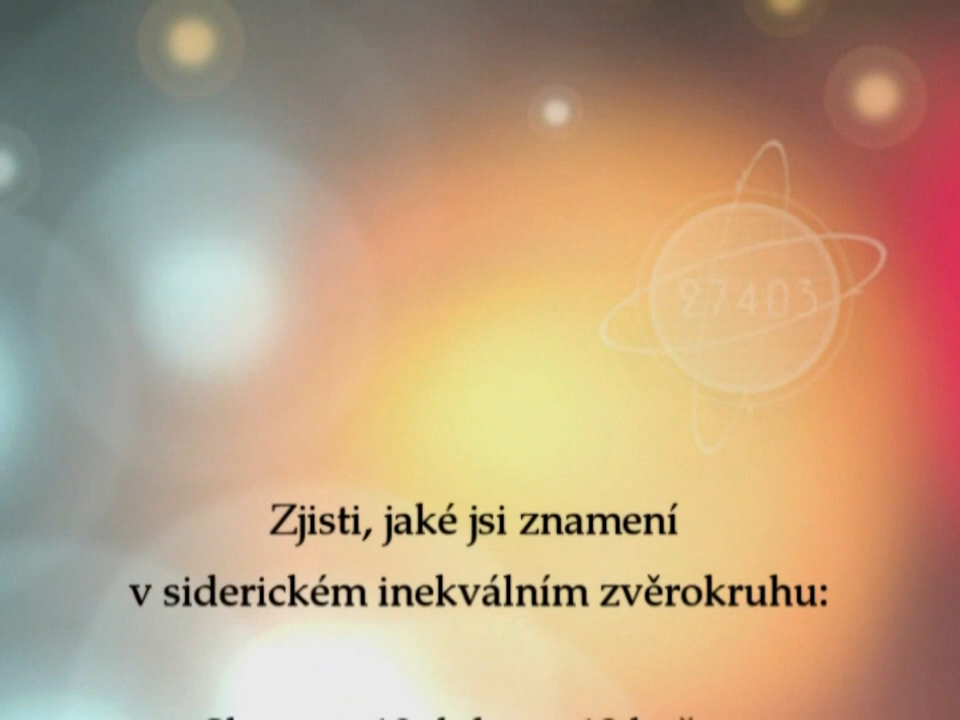 27403
Zjisti, jaké jsi znamení
v siderickém inekválním zvěrokruhu: